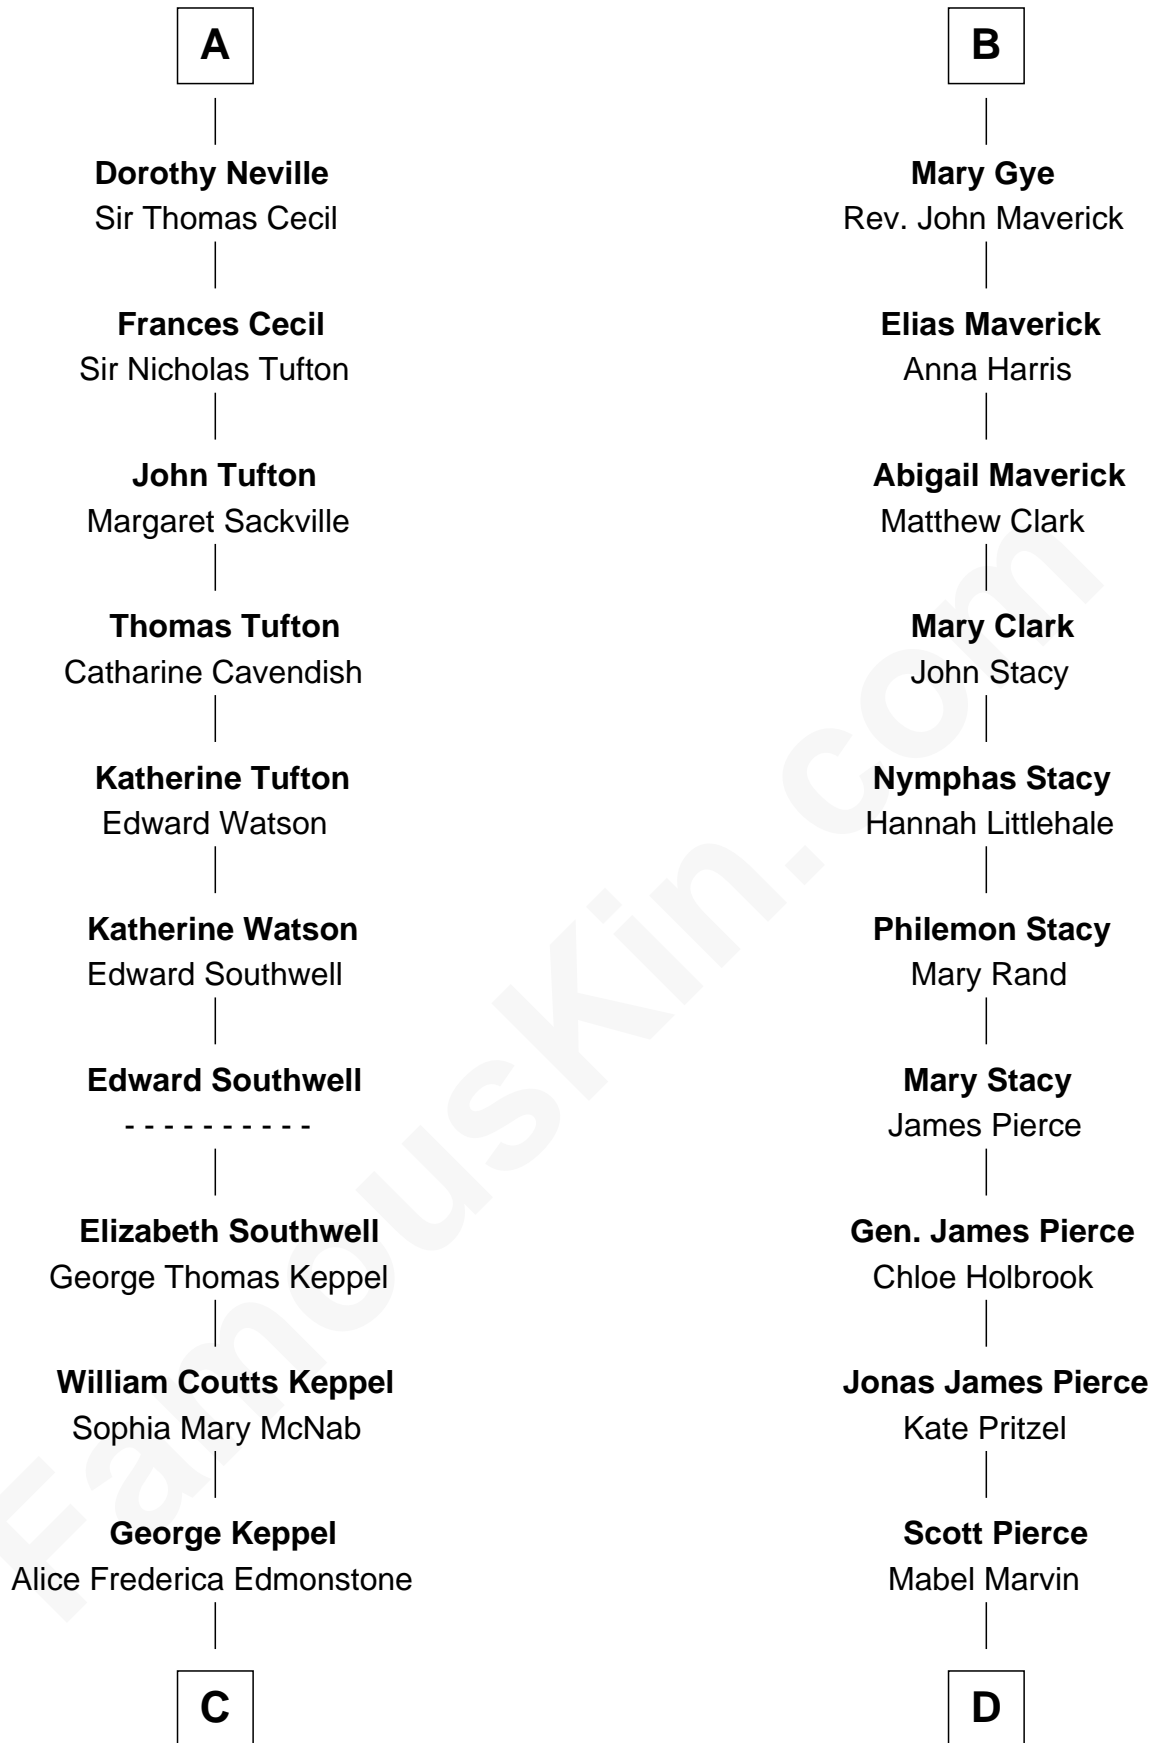 A
Dorothy Neville
Sir Thomas Cecil
Frances Cecil
Sir Nicholas Tufton
John Tufton
Margaret Sackville
Thomas Tufton
Catharine Cavendish
Katherine Tufton
Edward Watson
Katherine Watson
Edward Southwell
Edward Southwell
- - - - - - - - - -
Elizabeth Southwell
George Thomas Keppel
William Coutts Keppel
Sophia Mary McNab
George Keppel
Alice Frederica Edmonstone
C
B
Mary Gye
Rev. John Maverick
Elias Maverick
Anna Harris
Abigail Maverick
Matthew Clark
Mary Clark
John Stacy
Nymphas Stacy
Hannah Littlehale
Philemon Stacy
Mary Rand
Mary Stacy
James Pierce
Gen. James Pierce
Chloe Holbrook
Jonas James Pierce
Kate Pritzel
Scott Pierce
Mabel Marvin
D
FamousKin.com